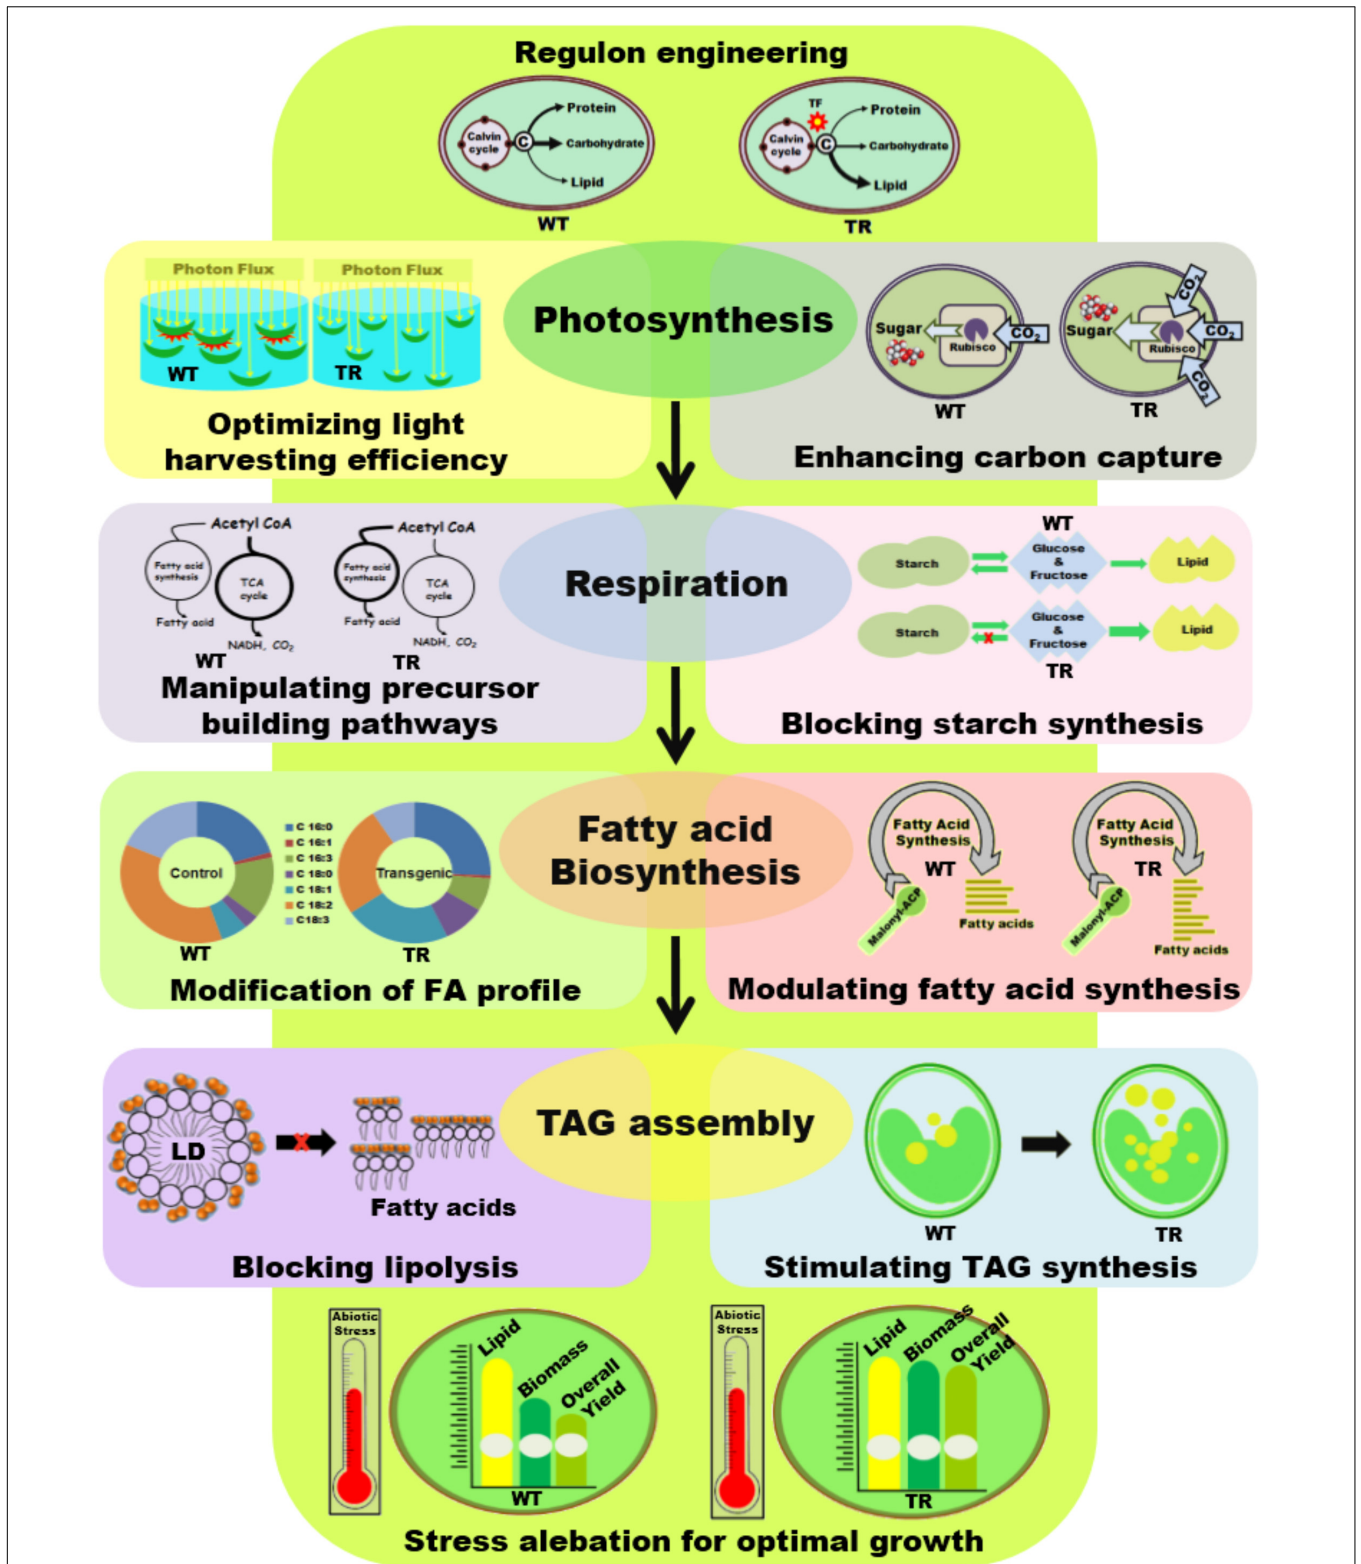 Regulon engineering
Protein
Calvin
cycle
C
Carbohydrate
Lipid
WT
TF
Protein
Calvin
cycle
C
Carbohydrate
Lipid
TR
Photon Flux
Photon Flux
WT
TR
Optimizing light
harvesting efficiency
Photosynthesis
Sugar
Rubisco
CO2
WT
Sugar
Rubisco
CO2
CO2
CO2
TR
Enhancing carbon capture
Acetyl CoA
Fatty acid
synthesis
TCA
cycle
Fatty acid
NADH, CO2
WT
Acetyl CoA
Fatty acid
synthesis
TCA
cycle
Fatty acid
NADH, CO2
TR
Manipulating precursor
building pathways
Respiration
WT
Starch
Glucose
&
Fructose
Lipid
Starch
X
Glucose
&
Fructose
Lipid
TR
Blocking starch synthesis
Control
WT
C 16:0
C 16:1
C 16:3
C 18:0
C 18:1
C 18:2
C18:3
Transgenic
TR
Modification of FA profile
Fatty acid
Biosynthesis
Fatty Acid
Synthesis
WT
Malonyl-ACP
Fatty acids
Fatty Acid
Synthesis
TR
Malonyl-ACP
Fatty acids
Modulating fatty acid synthesis
LD
X
Fatty acids
Blocking lipolysis
TAG assembly
WT
TR
Stimulating TAG synthesis
Abiotic
Stress
Lipid
Biomass
Overall
Yield
WT
Abiotic
Stress
Lipid
Biomass
Overall
Yield
TR
Stress alebation for optimal growth